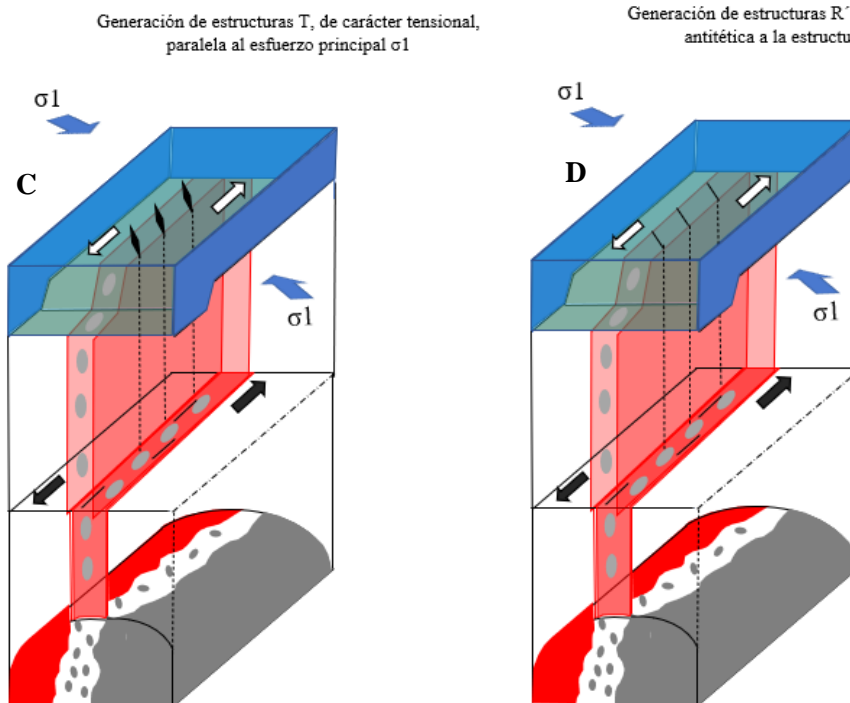 Generación de estructuras T, de carácter tensional,
paralela al esfuerzo principal σ1
Generación de estructuras R´
antitética a la
σ1
C
σ1
σ1
D
σ1